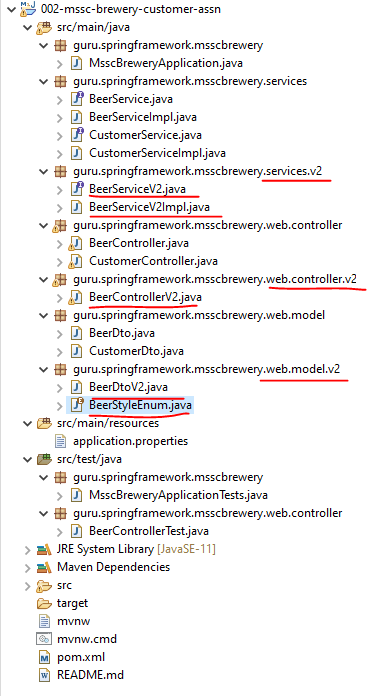 002-mssc-brewery-customer-assn
src/main/java
guru.springframework.msscbrewery
MsscBreweryApplication.java
guru.springframework.msscbrewery.services
BeerService.java
BeerServiceImpl.java
CustomerService.java
CustomerServiceImpl.java
guru.springframework.msscbrewery.services.v2
BeerServiceV2.java
BeerServiceV2Impl.java
guru.springframework.msscbrewery.web.controller
BeerController.java
CustomerController.java
guru.springframework.msscbrewery.web.controller.v2
BeerControllerV2.java
guru.springframework.msscbrewery.web.model
BeerDto.java
CustomerDto.java
guru.springframework.msscbrewery.web.model.v2
BeerDtoV2.java
BeerStyleEnum.java
src/main/resources
application.properties
src/test/java
guru.springframework.msscbrewery
MsscBreweryApplicationTests.java
guru.springframework.msscbrewery.web.controller
BeerControllerTest.java
JRE System Library [JavaSE-11]
Maven Dependencies
src
target
mvnw
mvnw.cmd
pom.xml
README.md